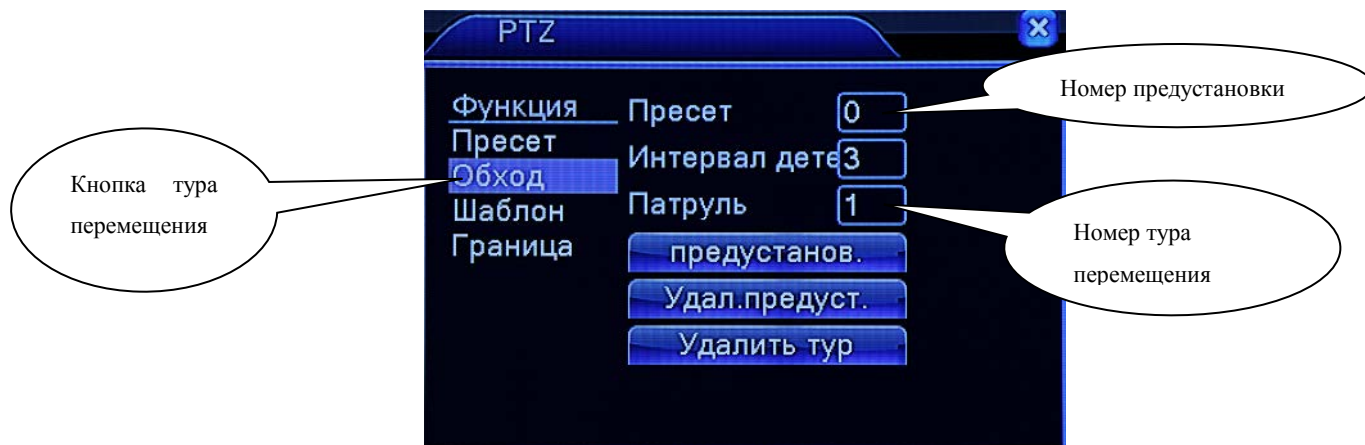 PTZ
Функция
Пресет
Обход
Шаблон
Граница
Пресет 0
Интервал дете 3
Патруль 1
предустанов.
Удал.предуст.
Удалить тур
Номер предустановки
Кнопка тура
перемещения
Номер тура
перемещения